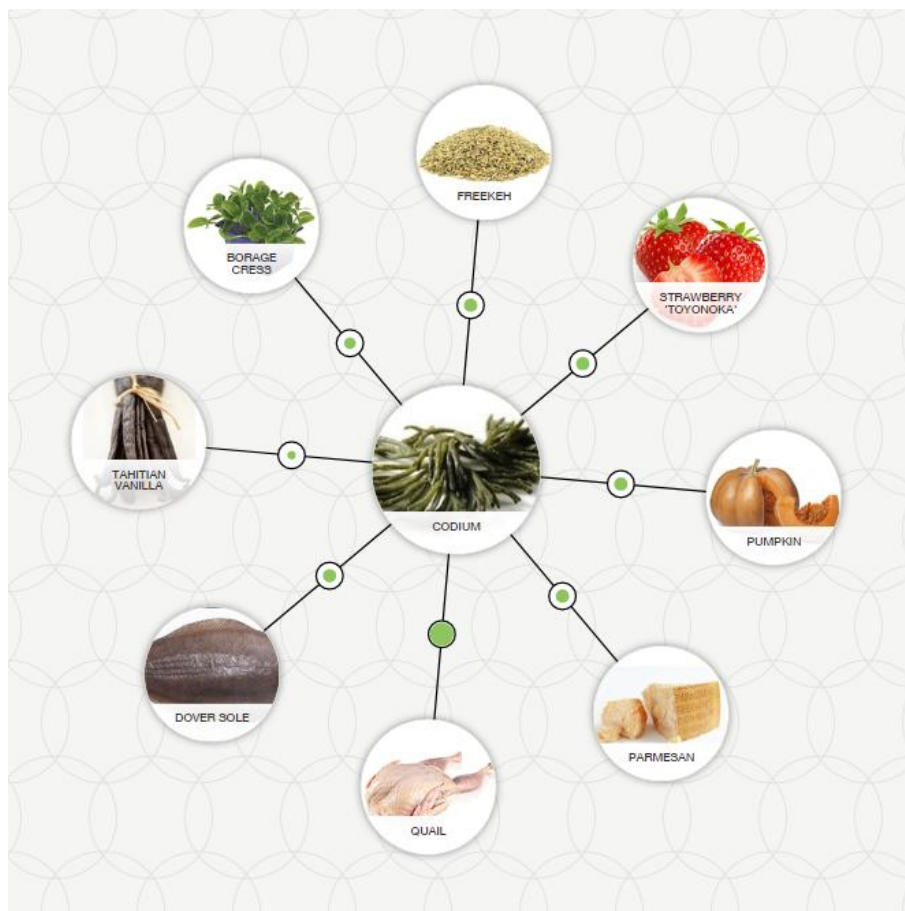 FREEKEH
BORAGE
CRESS
STRAWBERRY
'TOYONOKA'
TAHITIAN
VANILLA
CODIUM
PUMPKIN
DOVER SOLE
PARMESAN
QUAIL